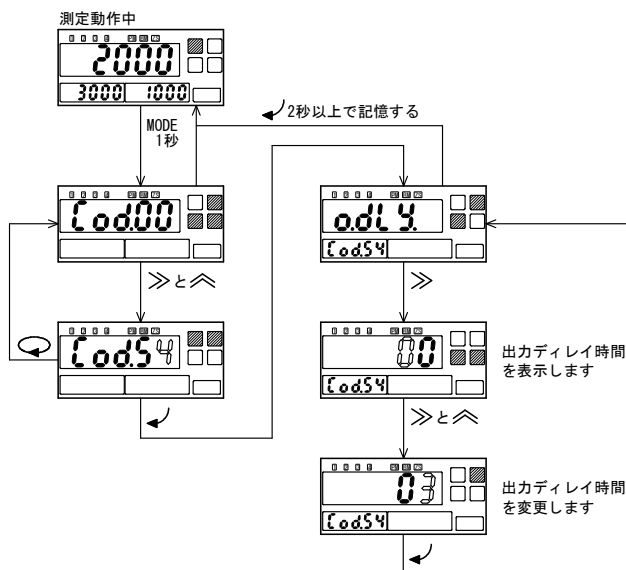 測定動作中
2000
3000 1000
MODE
1秒
2秒以上で記憶する
Cod.00
≫と︽
Cod.54
o.dLY.
Cod.54
≫
00
Cod.54
出力ディレイ時間
を表示します
≫と︽
03
Cod.54
出力ディレイ時間
を変更します